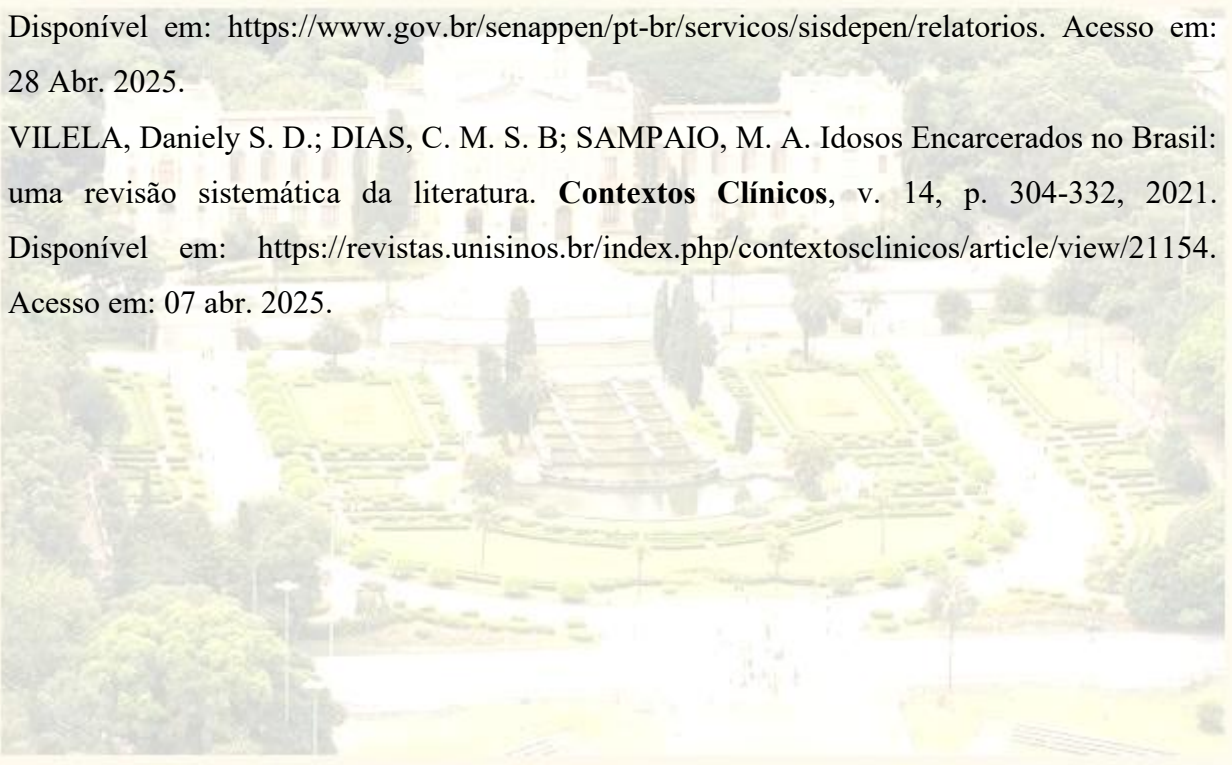 Disponível em: https://www.gov.br/senappen/pt-br/servicos/sisdepen/relatorios. Acesso em:
28 Abr. 2025.
VILELA, Daniely S. D.; DIAS, C. M. S. B; SAMPAIO, M. A. Idosos Encarcerados no Brasil:
uma revisão sistemática da literatura. Contextos Clínicos, v. 14, p. 304-332, 2021.
Disponível em: https://revistas.unisinos.br/index.php/contextosclinicos/article/view/21154.
Acesso em: 07 abr. 2025.